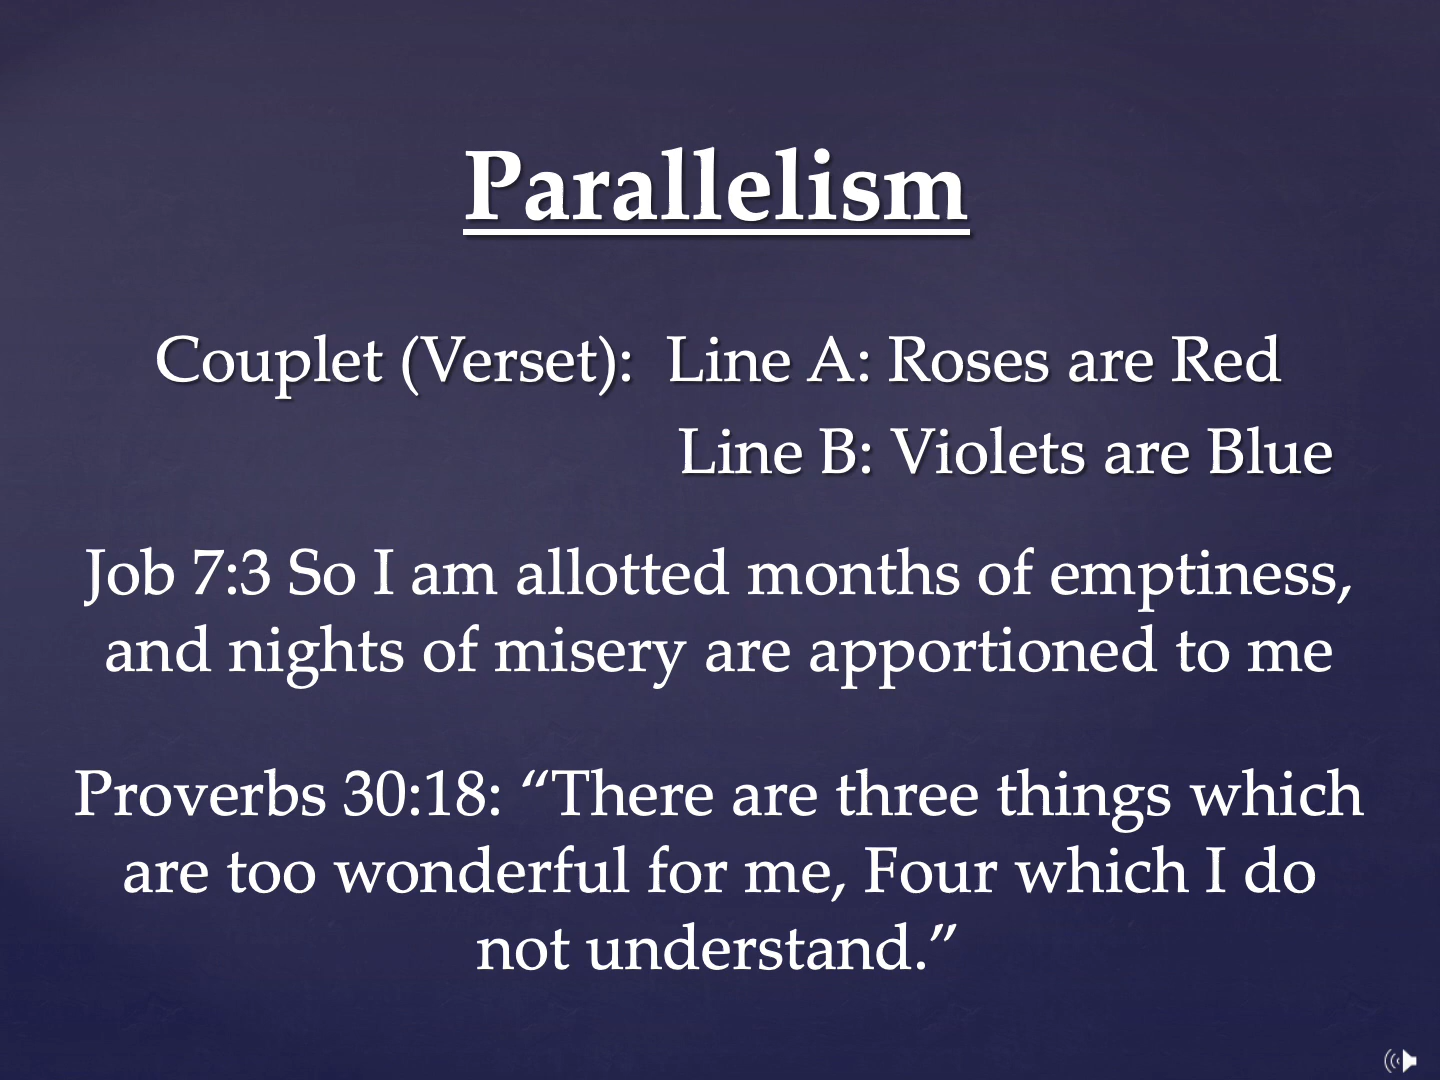 Parallelism
Couplet (Verset):  Line A: Roses are Red
Line B: Violets are Blue
Job 7:3 So I am allotted months of emptiness,
and nights of misery are apportioned to me
Proverbs 30:18: “There are three things which
are too wonderful for me, Four which I do
not understand.”